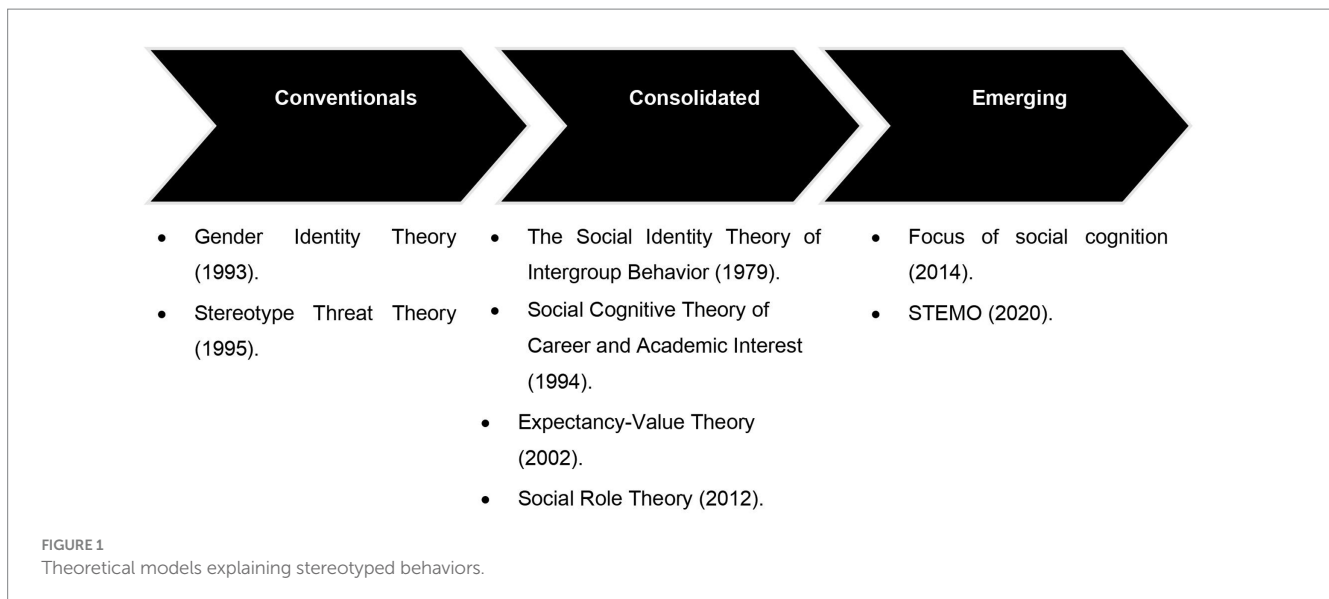 Conventionals
Consolidated
Emerging
• Gender Identity Theory
(1993).
• Stereotype Threat Theory
(1995).
• The Social Identity Theory of
Intergroup Behavior (1979).
• Social Cognitive Theory of
Career and Academic Interest
(1994).
• Expectancy-Value Theory
(2002).
• Social Role Theory (2012).
• Focus of social cognition
(2014).
• STEMO (2020).
FIGURE 1
Theoretical models explaining stereotyped behaviors.